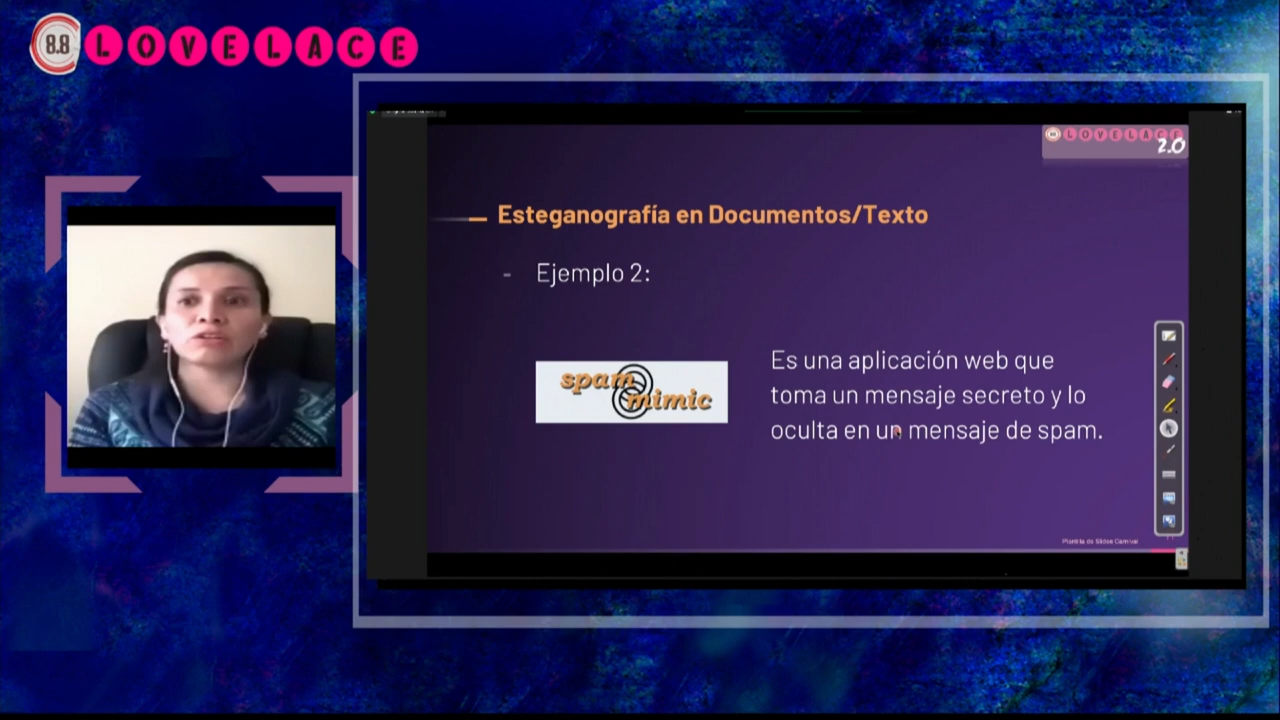 8.8 LOVELACE
LOVELACE
2.0
Esteganografía en Documentos/Texto
- Ejemplo 2:
spam
mimic
Es una aplicación web que
toma un mensaje secreto y lo
oculta en un mensaje de spam.
Plantilla de Slides Carnival